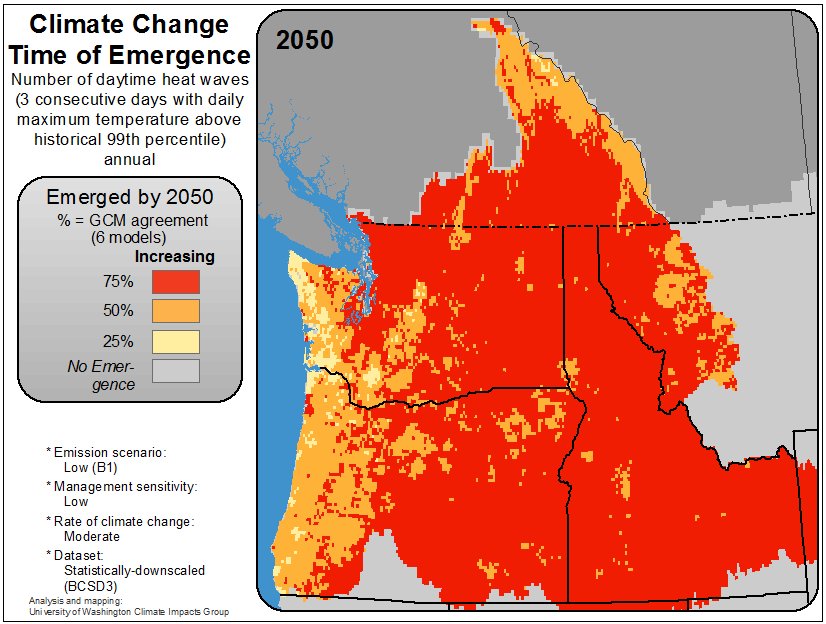 Climate Change
Time of Emergence
Number of daytime heat waves
(3 consecutive days with daily
maximum temperature above
historical 99th percentile)
annual
Emerged by 2050
% = GCM agreement
(6 models)
Increasing
75%
50%
25%
No Emer-
gence
* Emission scenario:
Low (B1)
* Management sensitivity:
Low
* Rate of climate change:
Moderate
* Dataset:
Statistically-downscaled
(BCSD3)
Analysis and mapping:
University of Washington Climate Impacts Group
2050